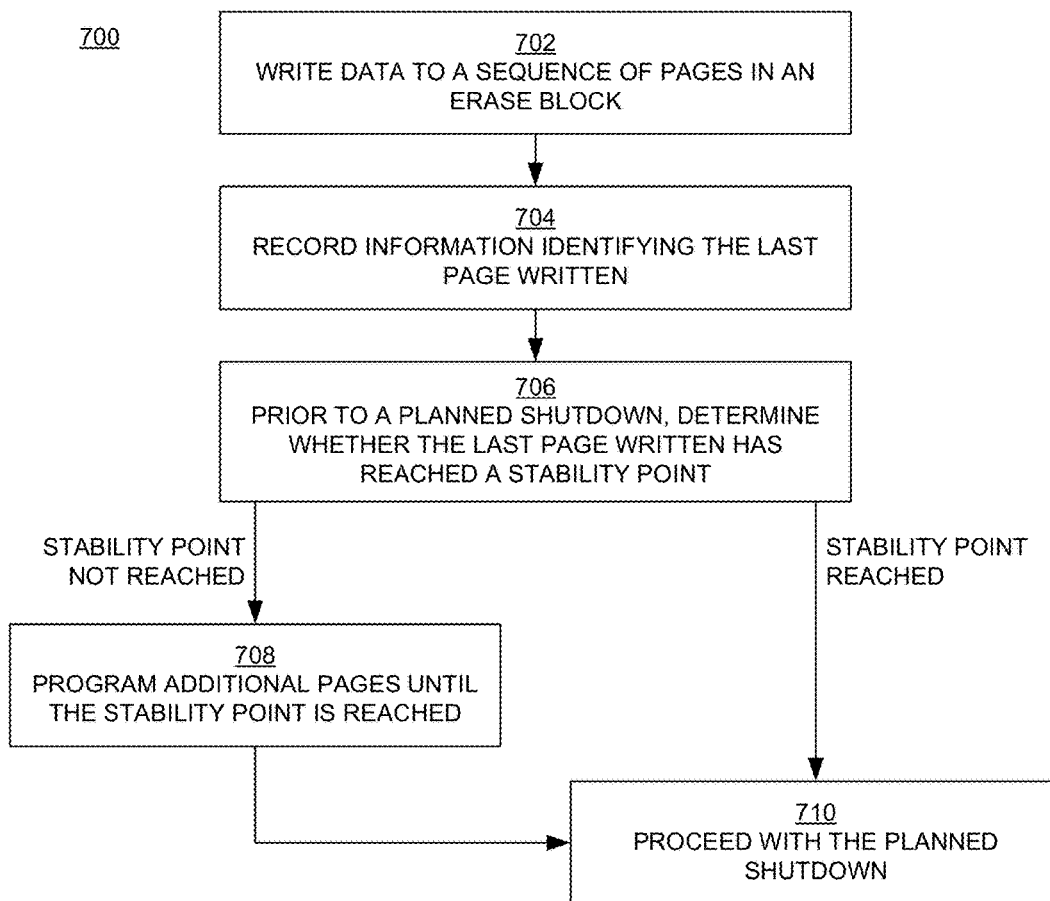 700
702
WRITE DATA TO A SEQUENCE OF PAGES IN AN
ERASE BLOCK
704
RECORD INFORMATION IDENTIFYING THE LAST
PAGE WRITTEN
706
PRIOR TO A PLANNED SHUTDOWN, DETERMINE
WHETHER THE LAST PAGE WRITTEN HAS
REACHED A STABILITY POINT
STABILITY POINT
NOT REACHED
STABILITY POINT
REACHED
708
PROGRAM ADDITIONAL PAGES UNTIL
THE STABILITY POINT IS REACHED
710
PROCEED WITH THE PLANNED
SHUTDOWN